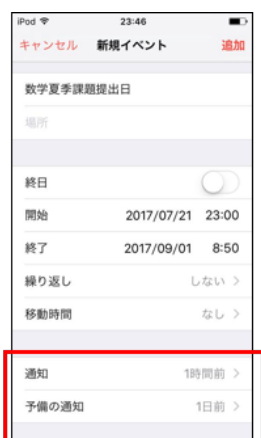 iPod 23:46
キャンセル 新規イベント 追加
数学夏季課題提出日
場所
終日
開始 2017/07/21 23:00
終了 2017/09/01 8:50
繰り返し しない >
移動時間 なし >
通知 1時間前 >
予備の通知 1日前 >